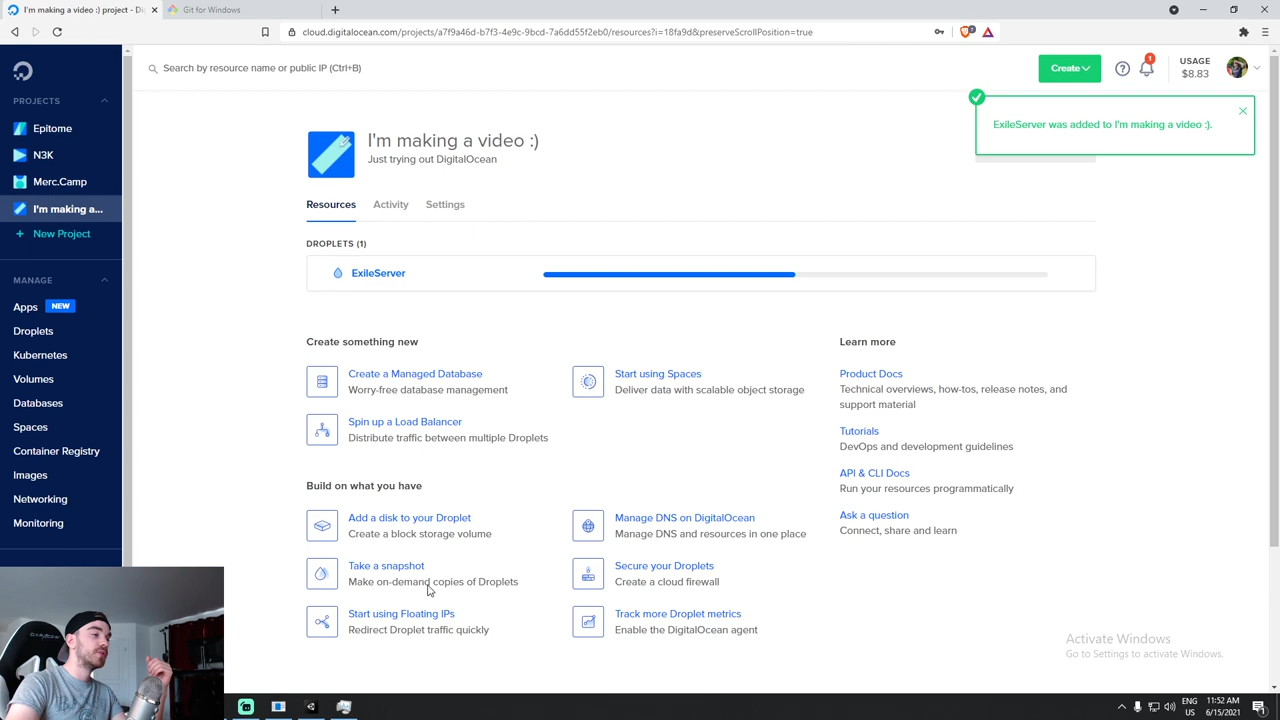 I'm making a video :) project - Di
Git for Windows
cloud.digitalocean.com/projects/a7f9a46d-b7f3-4e9c-9bcd-7a6dd55f2eb0/resources?i=18fa9d&preserveScrollPosition=true
Search by resource name or public IP (Ctrl+B)
Create
1
USAGE
$8.83
ExileServer was added to I'm making a video :).
PROJECTS
Epitome
N3K
Merc.Camp
I'm making a...
+ New Project
MANAGE
Apps NEW
Droplets
Kubernetes
Volumes
Databases
Spaces
Container Registry
Images
Networking
Monitoring
I'm making a video :)
Just trying out DigitalOcean
Resources Activity Settings
DROPLETS (1)
ExileServer
Create something new
Create a Managed Database
Worry-free database management
Start using Spaces
Deliver data with scalable object storage
Spin up a Load Balancer
Distribute traffic between multiple Droplets
Build on what you have
Add a disk to your Droplet
Create a block storage volume
Manage DNS on DigitalOcean
Manage DNS and resources in one place
Take a snapshot
Make on-demand copies of Droplets
Secure your Droplets
Create a cloud firewall
Start using Floating IPs
Redirect Droplet traffic quickly
Track more Droplet metrics
Enable the DigitalOcean agent
Learn more
Product Docs
Technical overviews, how-tos, release notes, and
support material
Tutorials
DevOps and development guidelines
API & CLI Docs
Run your resources programmatically
Ask a question
Connect, share and learn
Activate Windows
Go to Settings to activate Windows.
ENG
US
11:52 AM
6/15/2021